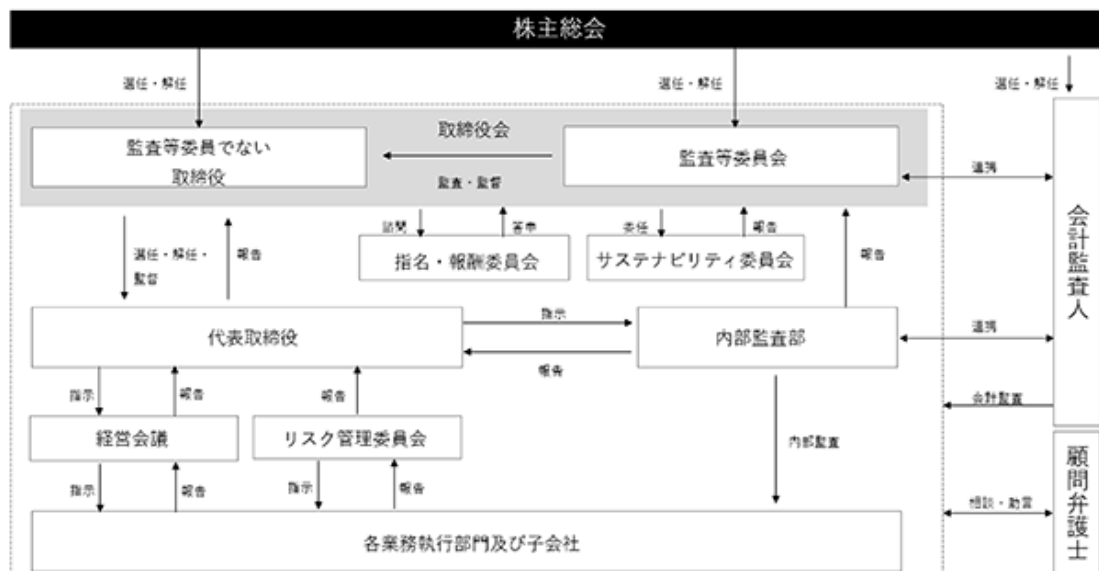 株主総会
選任・解任
選任・解任
選任・解任
取締役会
監査等委員でない
取締役
監査等委員会
監査・監督
連携
諮問
答申
委任
報告
指名・報酬委員会
サステナビリティ委員会
選任・解任・
監督
報告
報告
会計監査人
代表取締役
指示
報告
内部監査部
連携
指示
報告
報告
会計監査
経営会議
リスク管理委員会
内部監査
指示
報告
指示
報告
相談・助言
顧問弁護士
各業務執行部門及び子会社